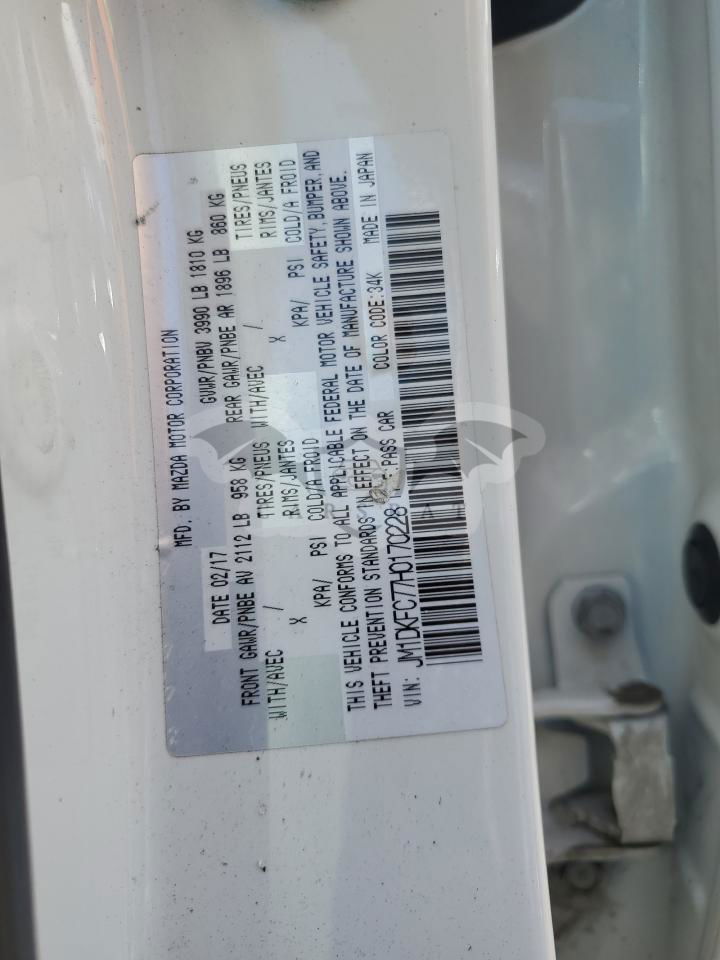 MFD. BY MAZDA MOTOR CORPORATION
DATE 02/17 GVWR/PNBV 3990 LB 1810 KG
FRONT GAWR/PNBE AV 2112 LB 958 KG REAR GAWR/PNBE AR 1896 LB 860 KG
WITH/AVEC / TIRES/PNEUS WITH/AVEC / TIRES/PNEUS
X RIMS/JANTES X RIMS/JANTES
KPA/ PSI COLD/A FROID KPA/ PSI COLD/A FROID
THIS VEHICLE CONFORMS TO ALL APPLICABLE FEDERAL MOTOR VEHICLE SAFETY, BUMPER, AND
THEFT PREVENTION STANDARDS IN EFFECT ON THE DATE OF MANUFACTURE SHOWN ABOVE.
VIN: JM1DKFC77H0170228 PASS CAR COLOR CODE:34K MADE IN JAPAN